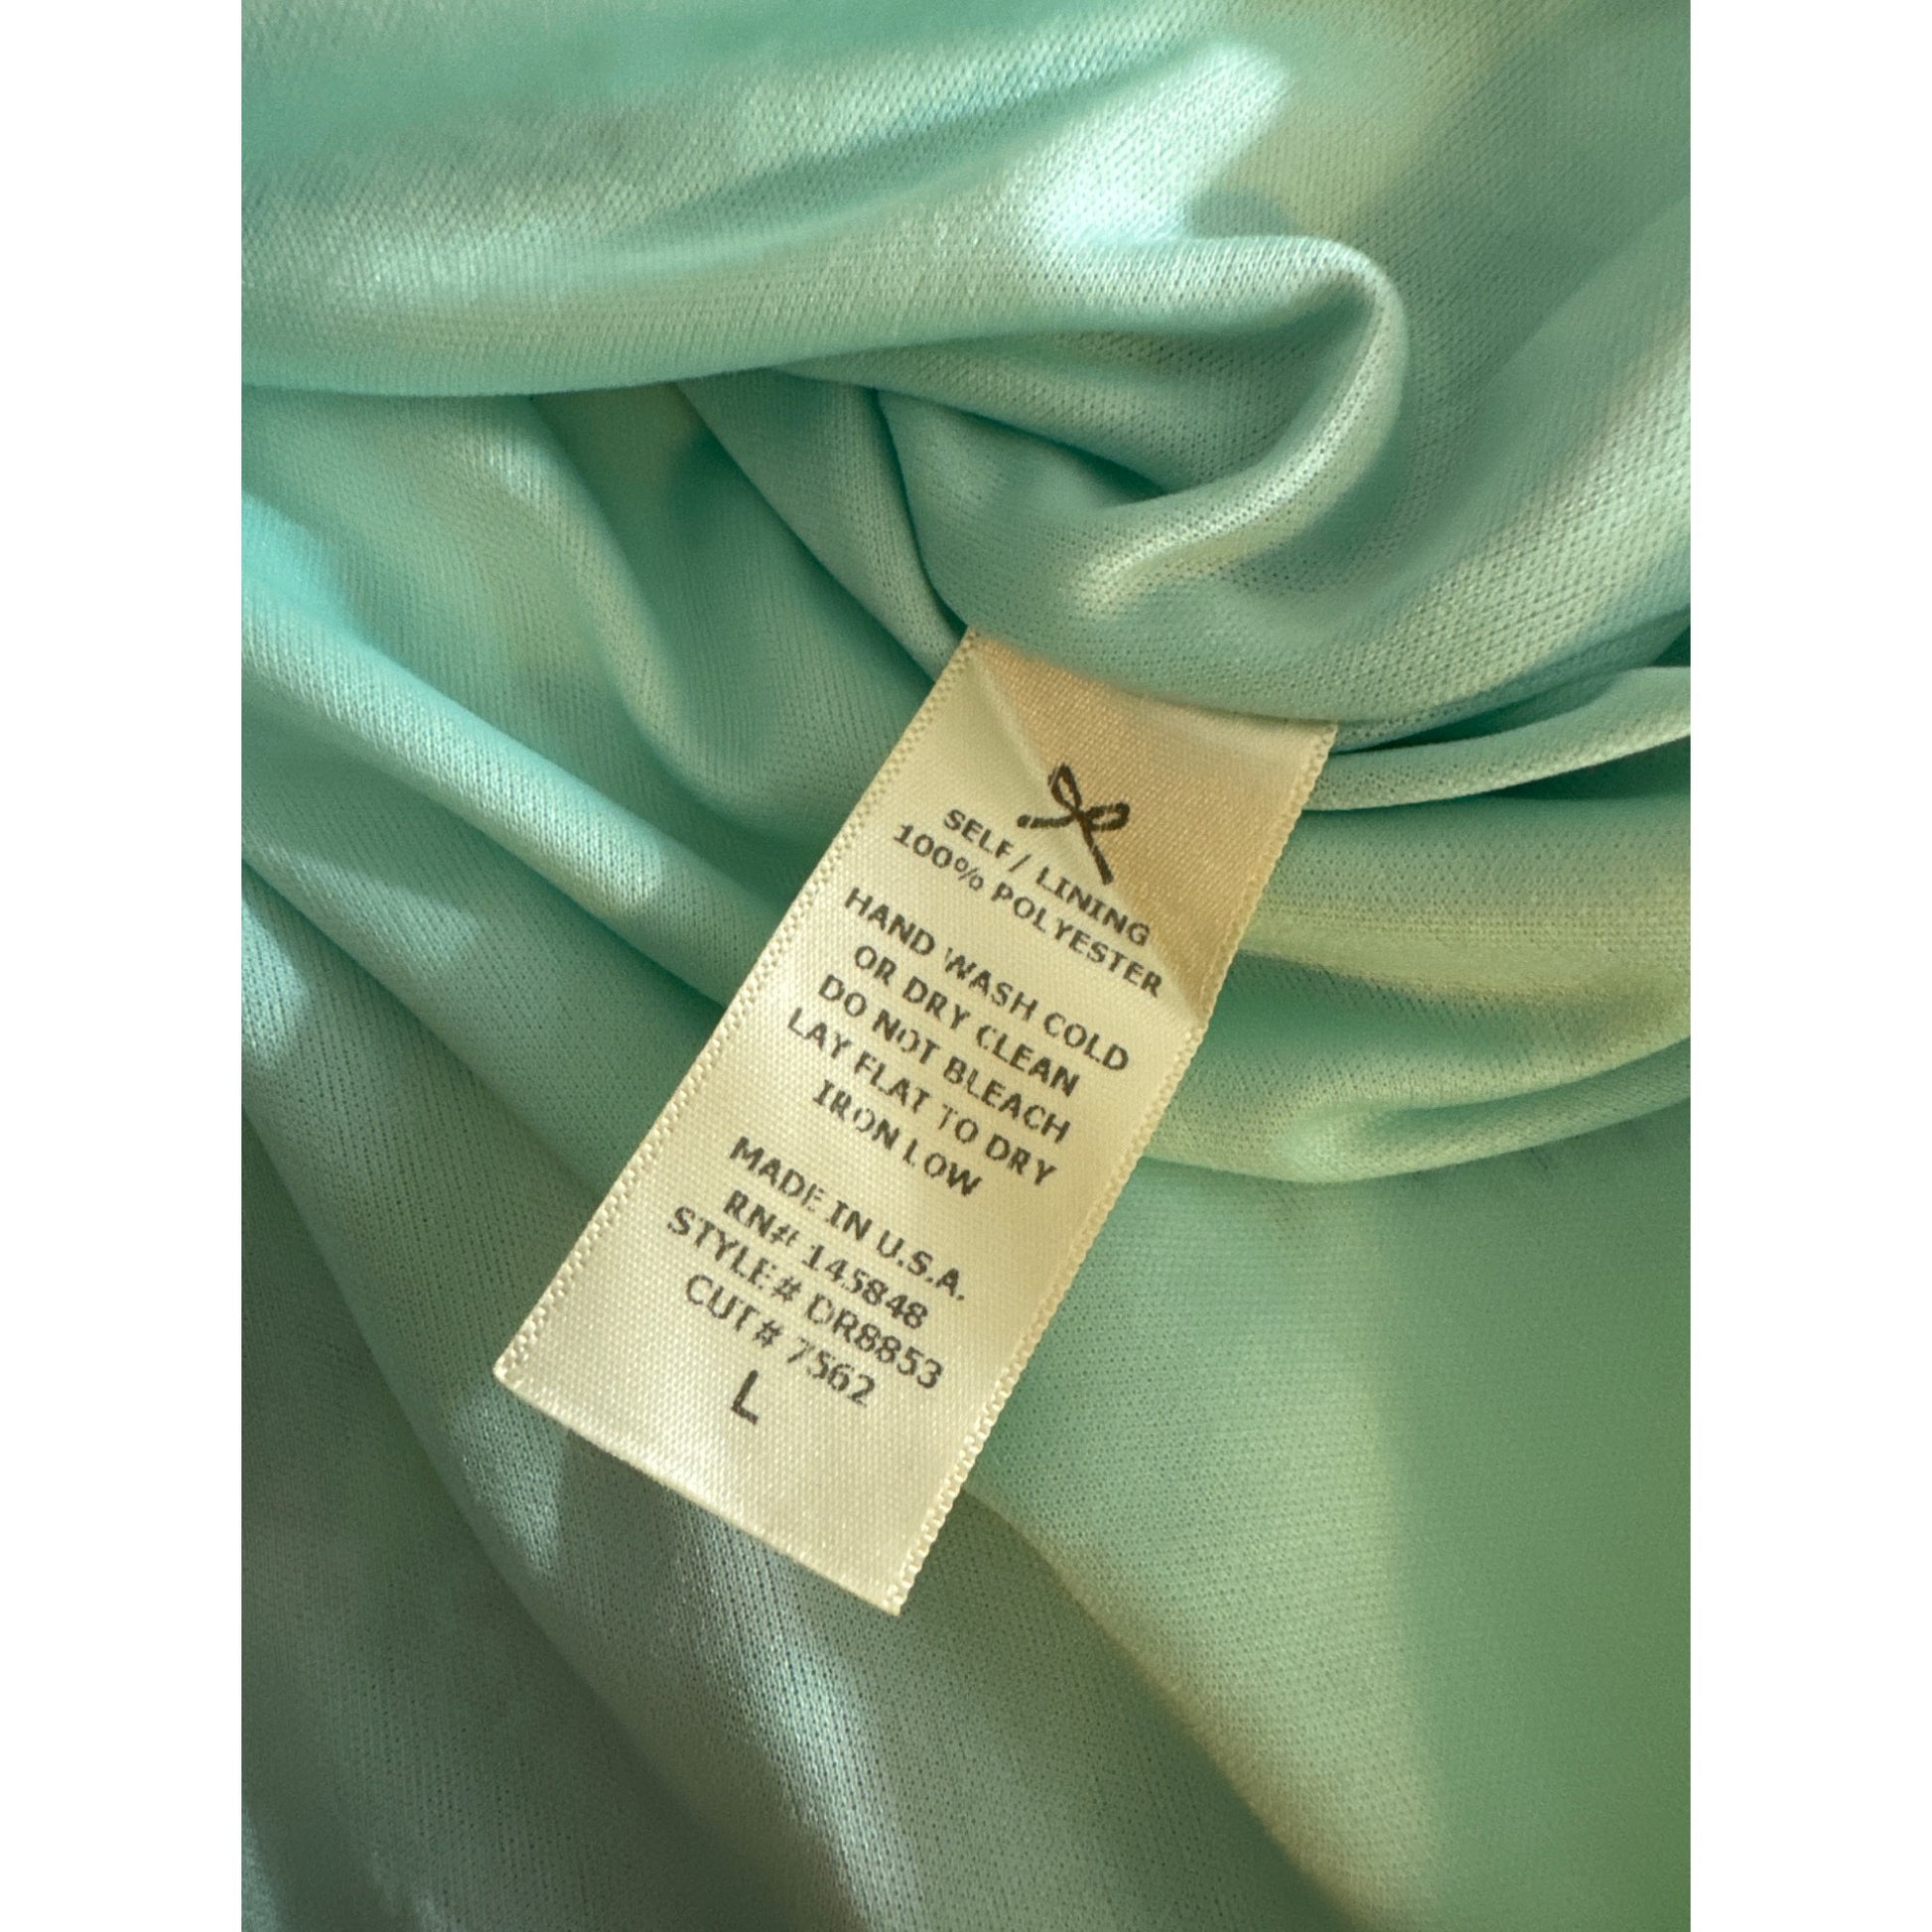 SELF/ LINING
100% POLYESTER
HAND WASH COLD
OR DRY CLEAN
DO NOT BLEACH
LAY FLAT TO DRY
IRON LOW
MADE IN U.S.A.
RN# 145848
STYLE# DR8853
CUT# 7562
L